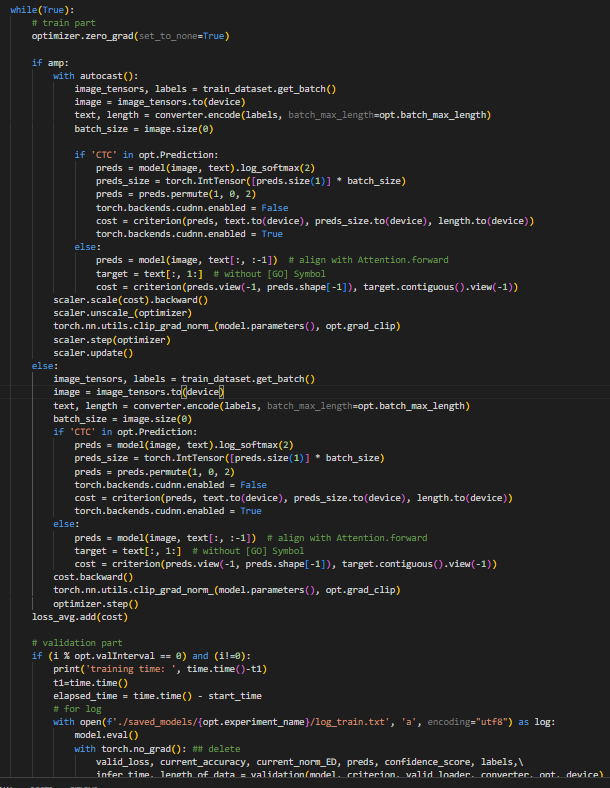 while(True):
# train part
optimizer.zero_grad(set_to_none=True)
if amp:
with autocast():
image_tensors, labels = train_dataset.get_batch()
image = image_tensors.to(device)
text, length = converter.encode(labels, batch_max_length=opt.batch_max_length)
batch_size = image.size(0)
if 'CTC' in opt.Prediction:
preds = model(image, text).log_softmax(2)
preds_size = torch.IntTensor([preds.size(1)] * batch_size)
preds = preds.permute(1, 0, 2)
torch.backends.cudnn.enabled = False
cost = criterion(preds, text.to(device), preds_size.to(device), length.to(device))
torch.backends.cudnn.enabled = True
else:
preds = model(image, text[:, :-1])  # align with Attention.forward
target = text[:, 1:]  # without [GO] Symbol
cost = criterion(preds.view(-1, preds.shape[-1]), target.contiguous().view(-1))
scaler.scale(cost).backward()
scaler.unscale_(optimizer)
torch.nn.utils.clip_grad_norm_(model.parameters(), opt.grad_clip)
scaler.step(optimizer)
scaler.update()
else:
image_tensors, labels = train_dataset.get_batch()
image = image_tensors.to(device)
text, length = converter.encode(labels, batch_max_length=opt.batch_max_length)
batch_size = image.size(0)
if 'CTC' in opt.Prediction:
preds = model(image, text).log_softmax(2)
preds_size = torch.IntTensor([preds.size(1)] * batch_size)
preds = preds.permute(1, 0, 2)
torch.backends.cudnn.enabled = False
cost = criterion(preds, text.to(device), preds_size.to(device), length.to(device))
torch.backends.cudnn.enabled = True
else:
preds = model(image, text[:, :-1])  # align with Attention.forward
target = text[:, 1:]  # without [GO] Symbol
cost = criterion(preds.view(-1, preds.shape[-1]), target.contiguous().view(-1))
cost.backward()
torch.nn.utils.clip_grad_norm_(model.parameters(), opt.grad_clip)
optimizer.step()
loss_avg.add(cost)
# validation part
if (i % opt.valInterval == 0) and (i!=0):
print('training time: ', time.time()-t1)
t1=time.time()
elapsed_time = time.time() - start_time
# for log
with open(f'./saved_models/{opt.experiment_name}/log_train.txt', 'a', encoding="utf8") as log:
model.eval()
with torch.no_grad(): ## delete
valid_loss, current_accuracy, current_norm_ED, preds, confidence_score, labels,\
infer_time, length_of_data = validation(model, criterion, valid_loader, converter, opt, device)